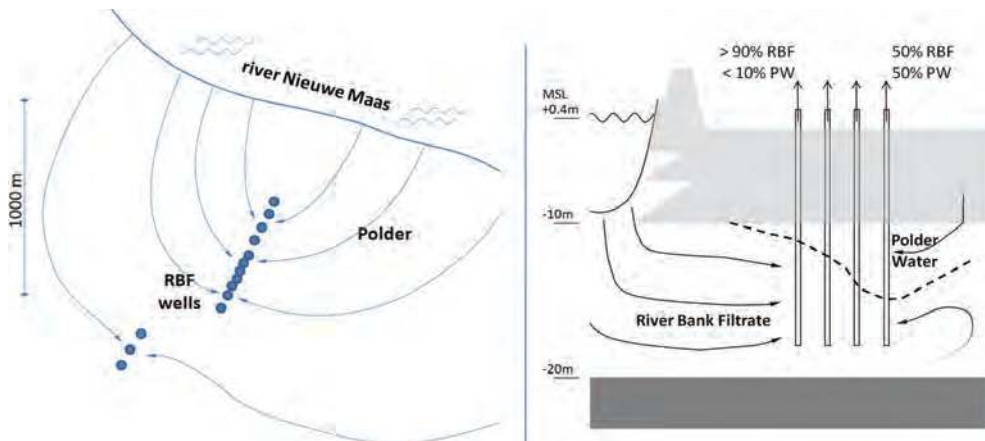 river Nieuwe Maas
1000 m
Polder
RBF
wells
> 90% RBF
< 10% PW
50% RBF
50% PW
MSL
+0.4m
-10m
Polder
Water
River Bank Filtrate
-20m